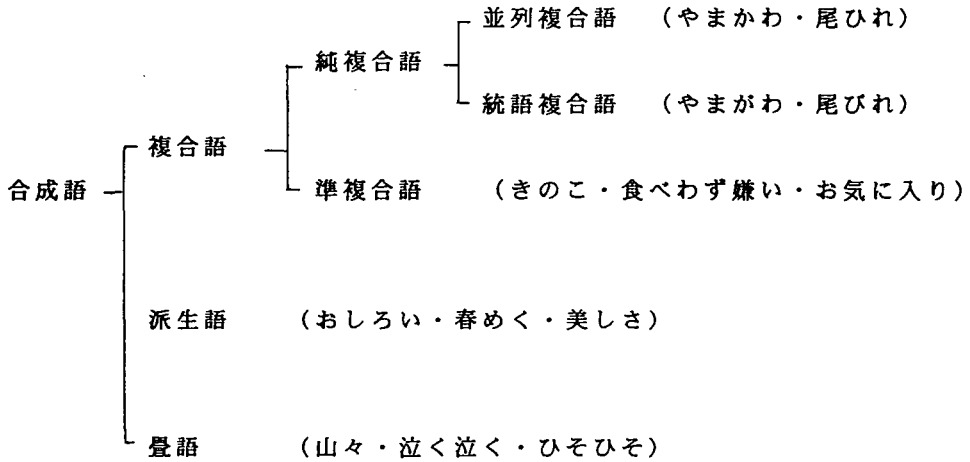 並列複合語 (やまかわ・尾ひれ)
純複合語
統語複合語 (やまがわ・尾びれ)
複合語
合成語
準複合語 (きのこ・食べわず嫌い・お気に入り)
派生語 (おしろい・春めく・美しさ)
畳語 (山々・泣く泣く・ひそひそ)